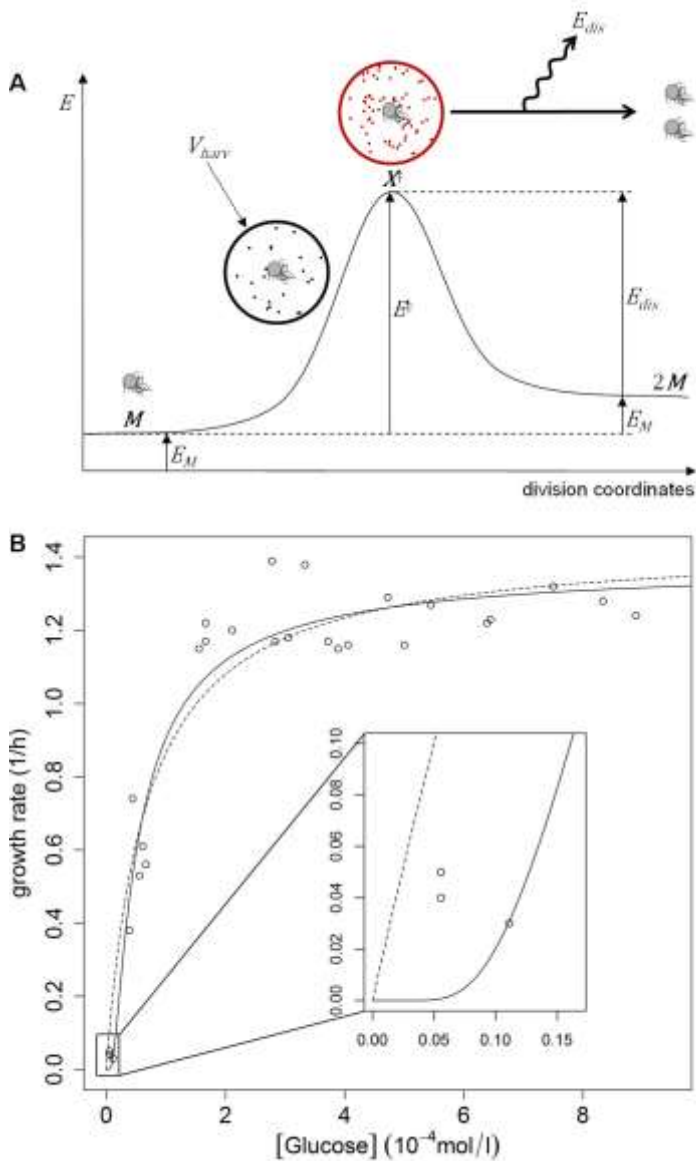 A
E
E_dis
V_harv
X‡
E‡
E_dis
M
2M
E_M
E_M
division coordinates
B
growth rate (1/h)
1.4
1.2
1.0
0.8
0.6
0.4
0.2
0.0
0.10
0.08
0.06
0.04
0.02
0.00
0.00 0.05 0.10 0.15
0 2 4 6 8
[Glucose] (10⁻⁴mol/l)